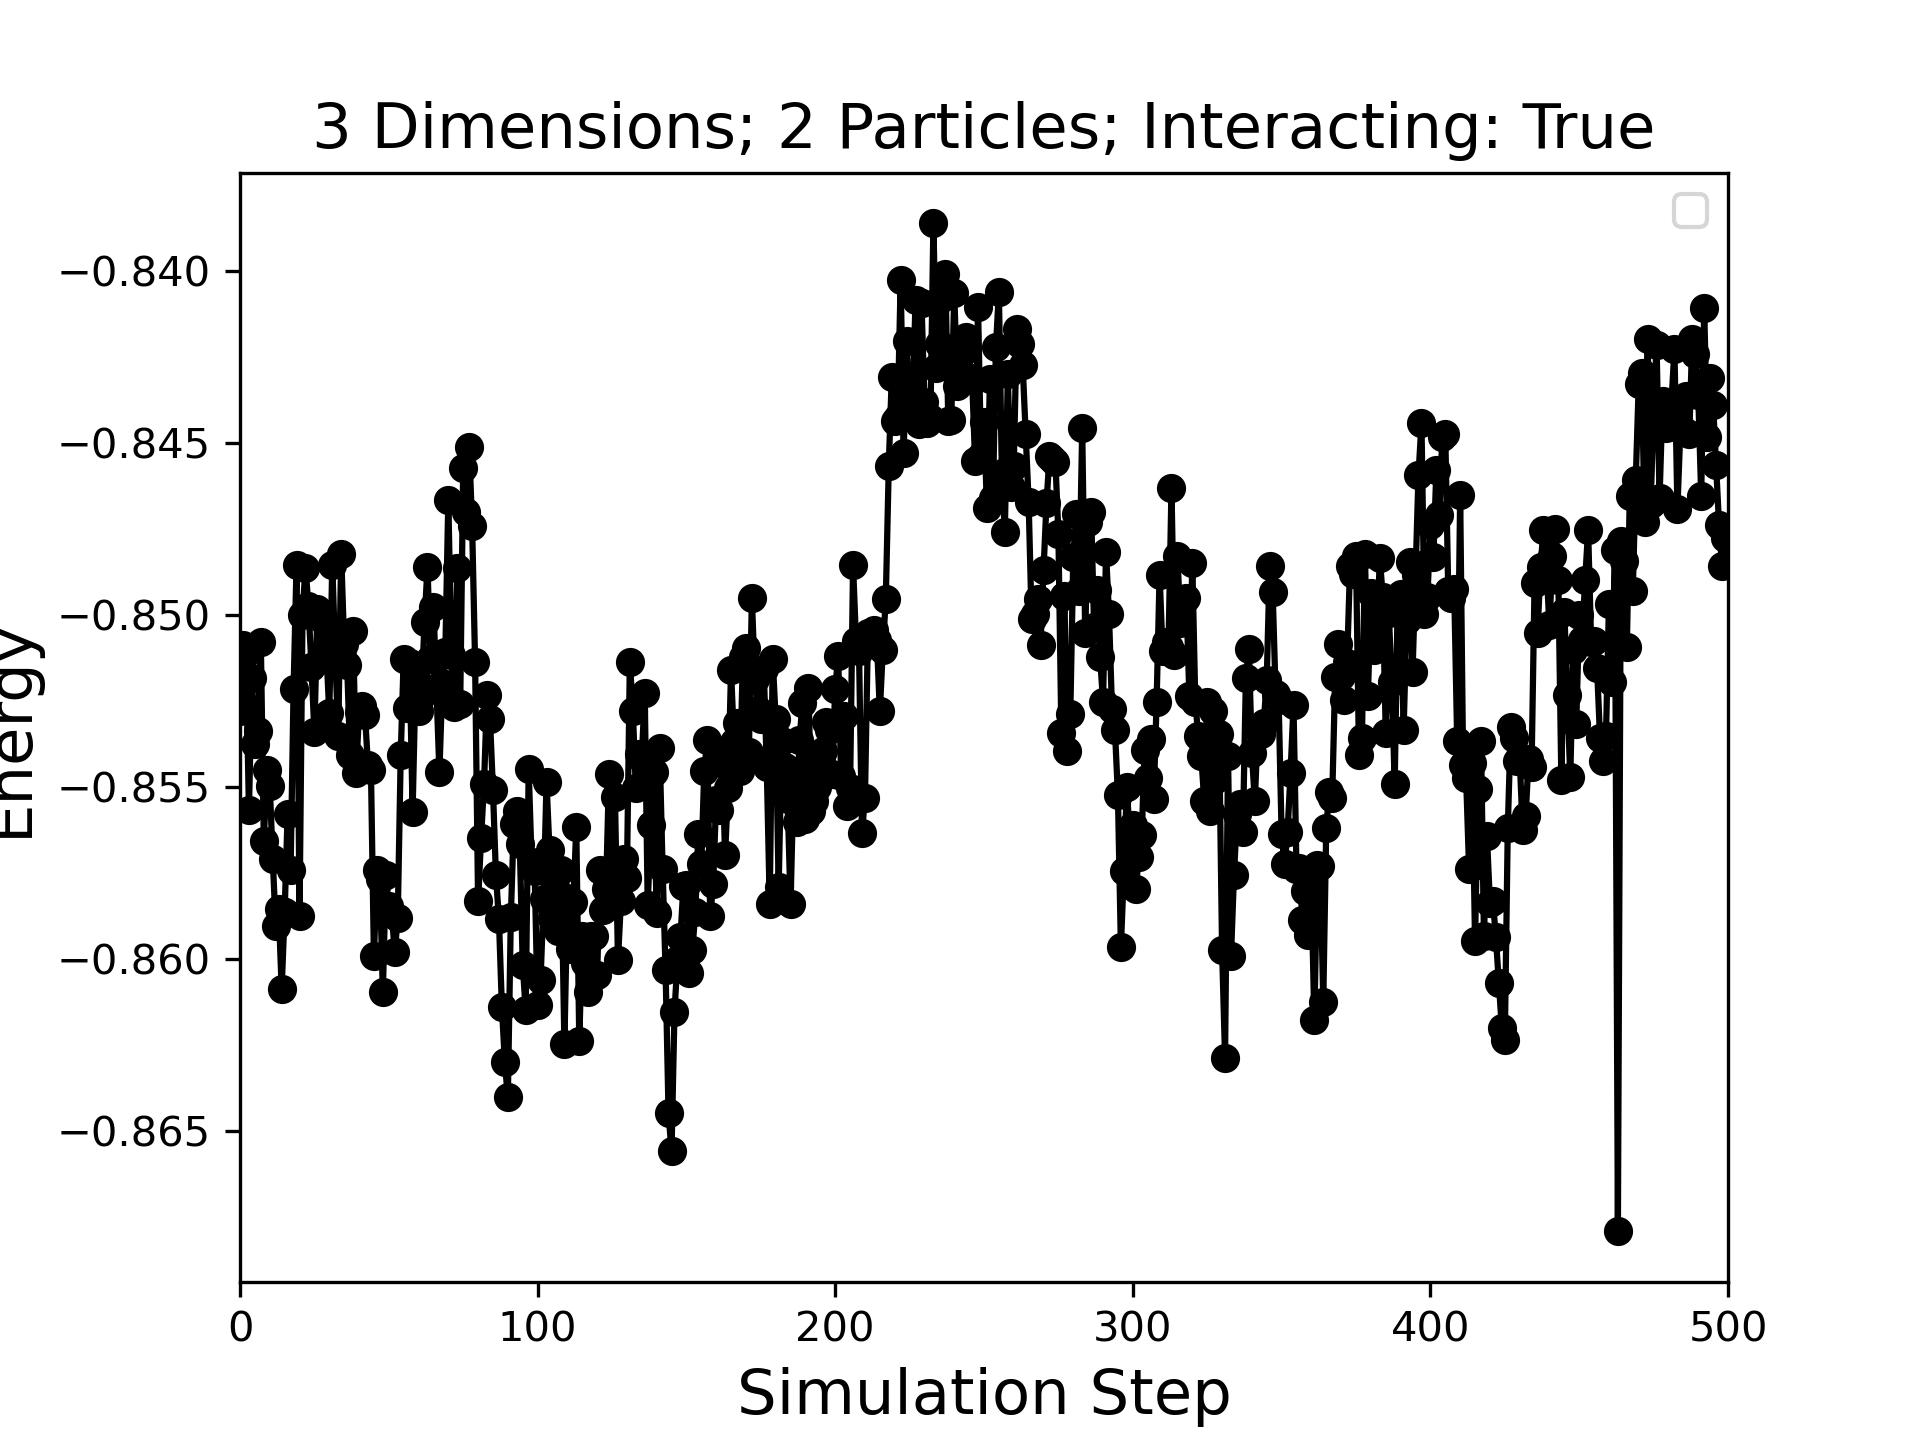 3 Dimensions; 2 Particles; Interacting: True
−0.840
−0.845
−0.850
−0.855
−0.860
−0.865
Energy
0 100 200 300 400 500
Simulation Step